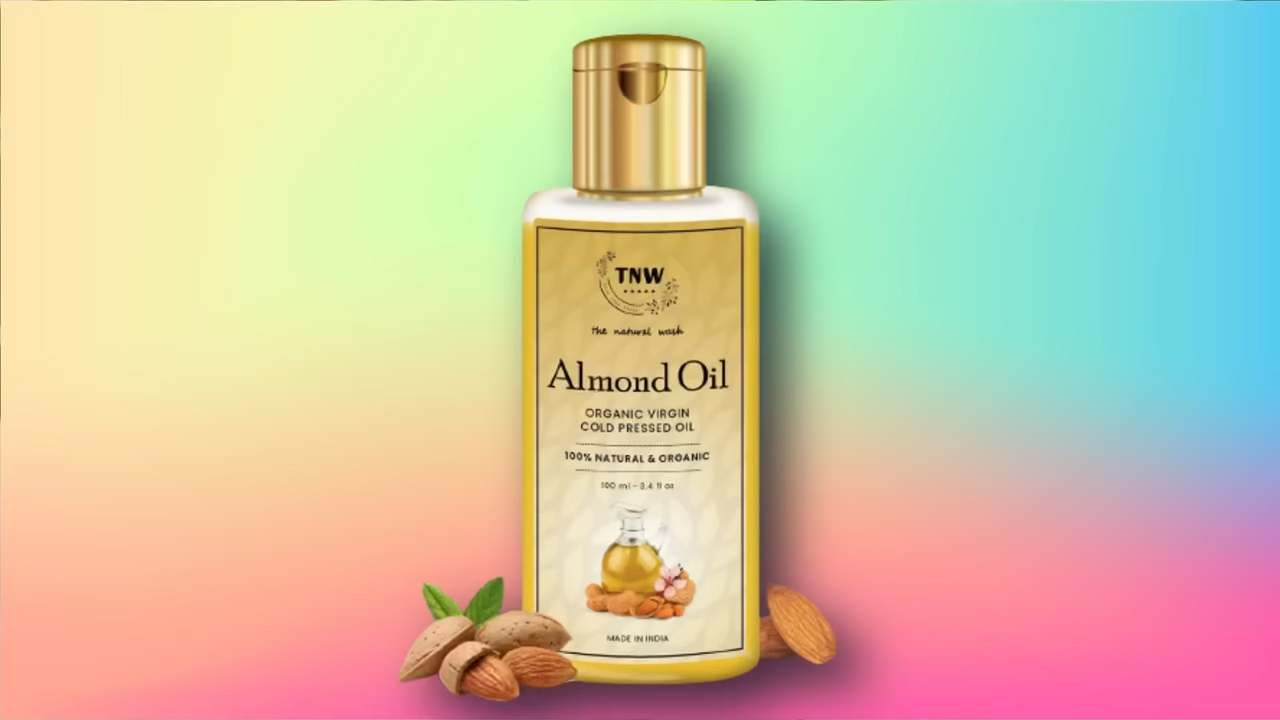 TNW
the natural wash
Almond Oil
ORGANIC VIRGIN
COLD PRESSED OIL
100% NATURAL & ORGANIC
100 ml - 3.4 fl oz
MADE IN INDIA